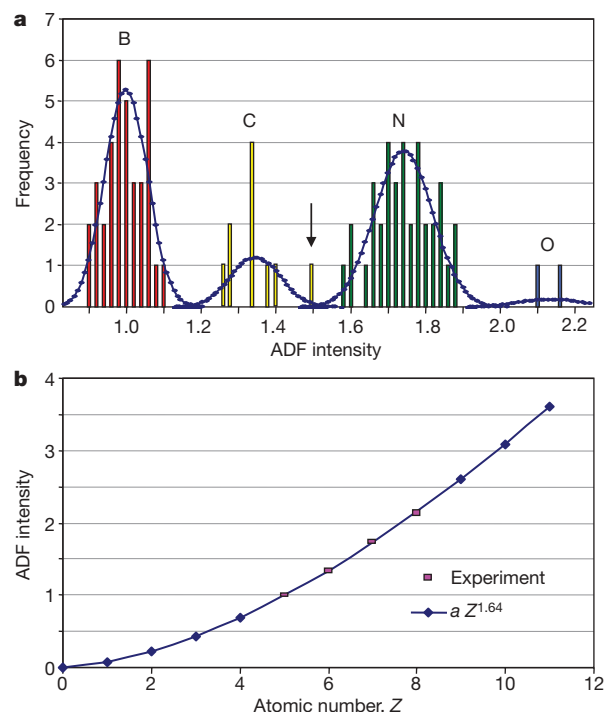 a
7
6
5
4
3
2
1
0
Frequency
B
C
N
O
1.0 1.2 1.4 1.6 1.8 2.0 2.2
ADF intensity
b
4
3
2
1
0
ADF intensity
Experiment
a Z^1.64
0 2 4 6 8 10 12
Atomic number, Z